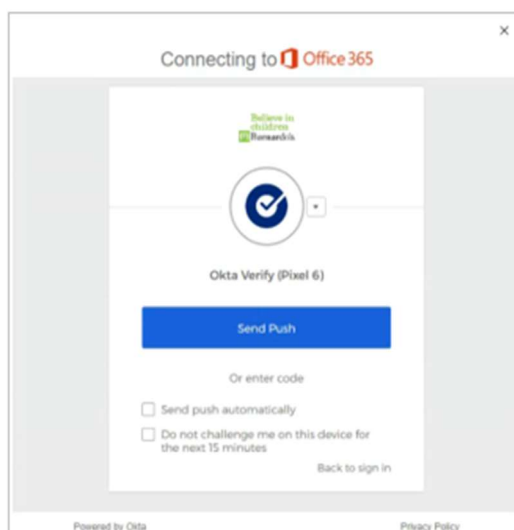 Connecting to Office 365
Believe in
children
Barnardo's
Okta Verify (Pixel 6)
Send Push
Or enter code
Send push automatically
Do not challenge me on this device for
the next 15 minutes
Back to sign in
Powered by Okta
Privacy Policy